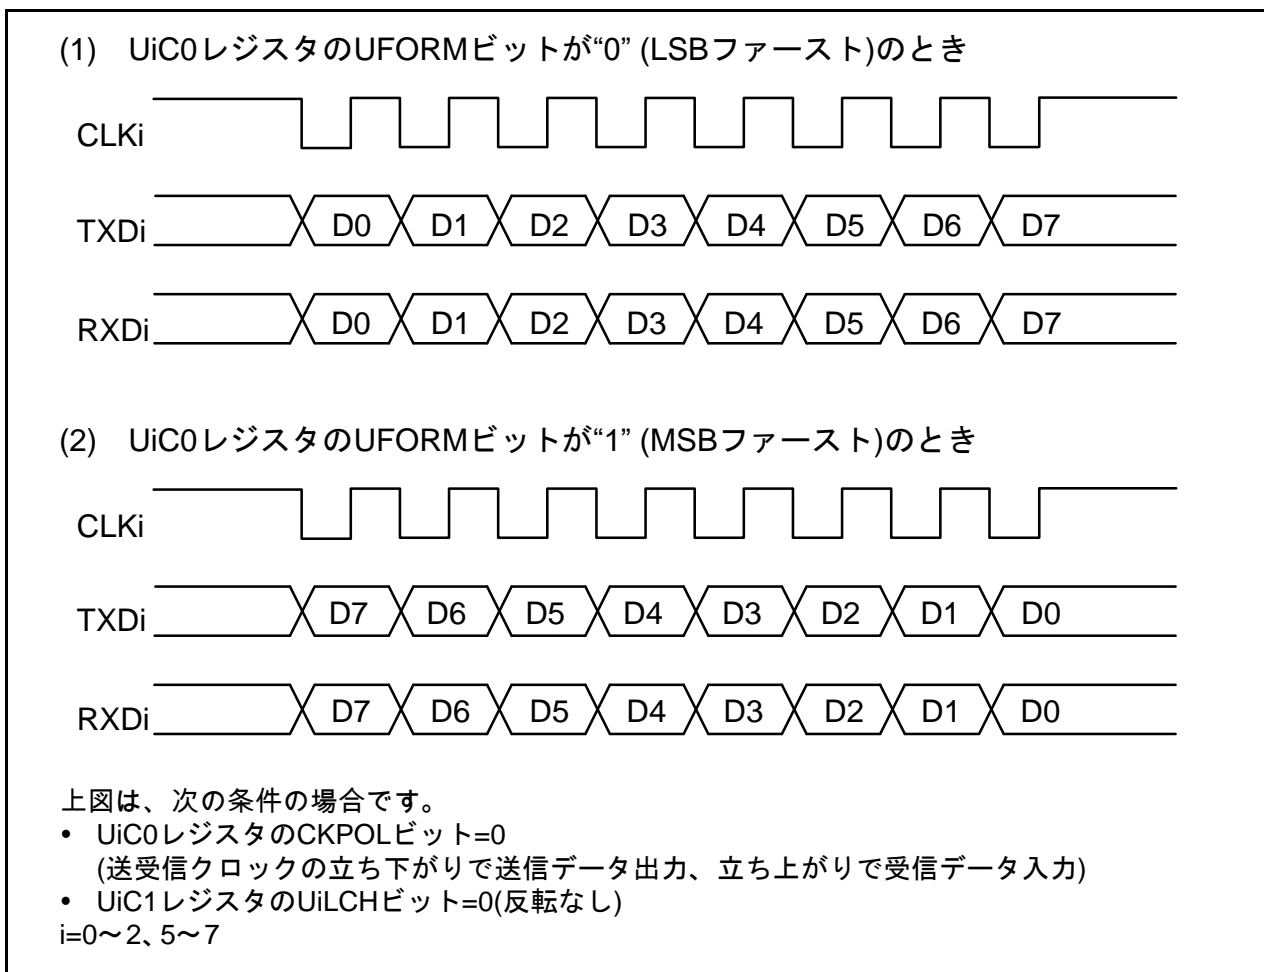 (1) UiC0レジスタのUFORMビットが“0” (LSBファースト)のとき
CLKi
TXDi D0 D1 D2 D3 D4 D5 D6 D7
RXDi D0 D1 D2 D3 D4 D5 D6 D7
(2) UiC0レジスタのUFORMビットが“1” (MSBファースト)のとき
CLKi
TXDi D7 D6 D5 D4 D3 D2 D1 D0
RXDi D7 D6 D5 D4 D3 D2 D1 D0
上図は、次の条件の場合です。
• UiC0レジスタのCKPOLビット=0
(送受信クロックの立ち下がりで送信データ出力、立ち上がりで受信データ入力)
• UiC1レジスタのUiLCHビット=0(反転なし)
i=0〜2、5〜7